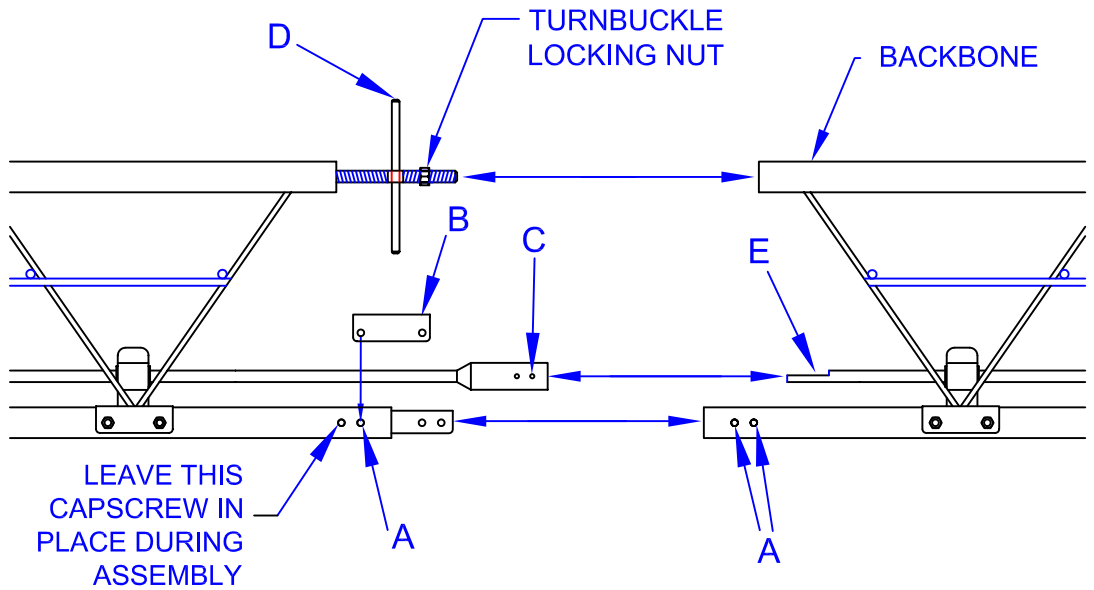 TURNBUCKLE
LOCKING NUT
D
BACKBONE
B
C
E
LEAVE THIS
CAPSCREW IN
PLACE DURING
ASSEMBLY
A
A